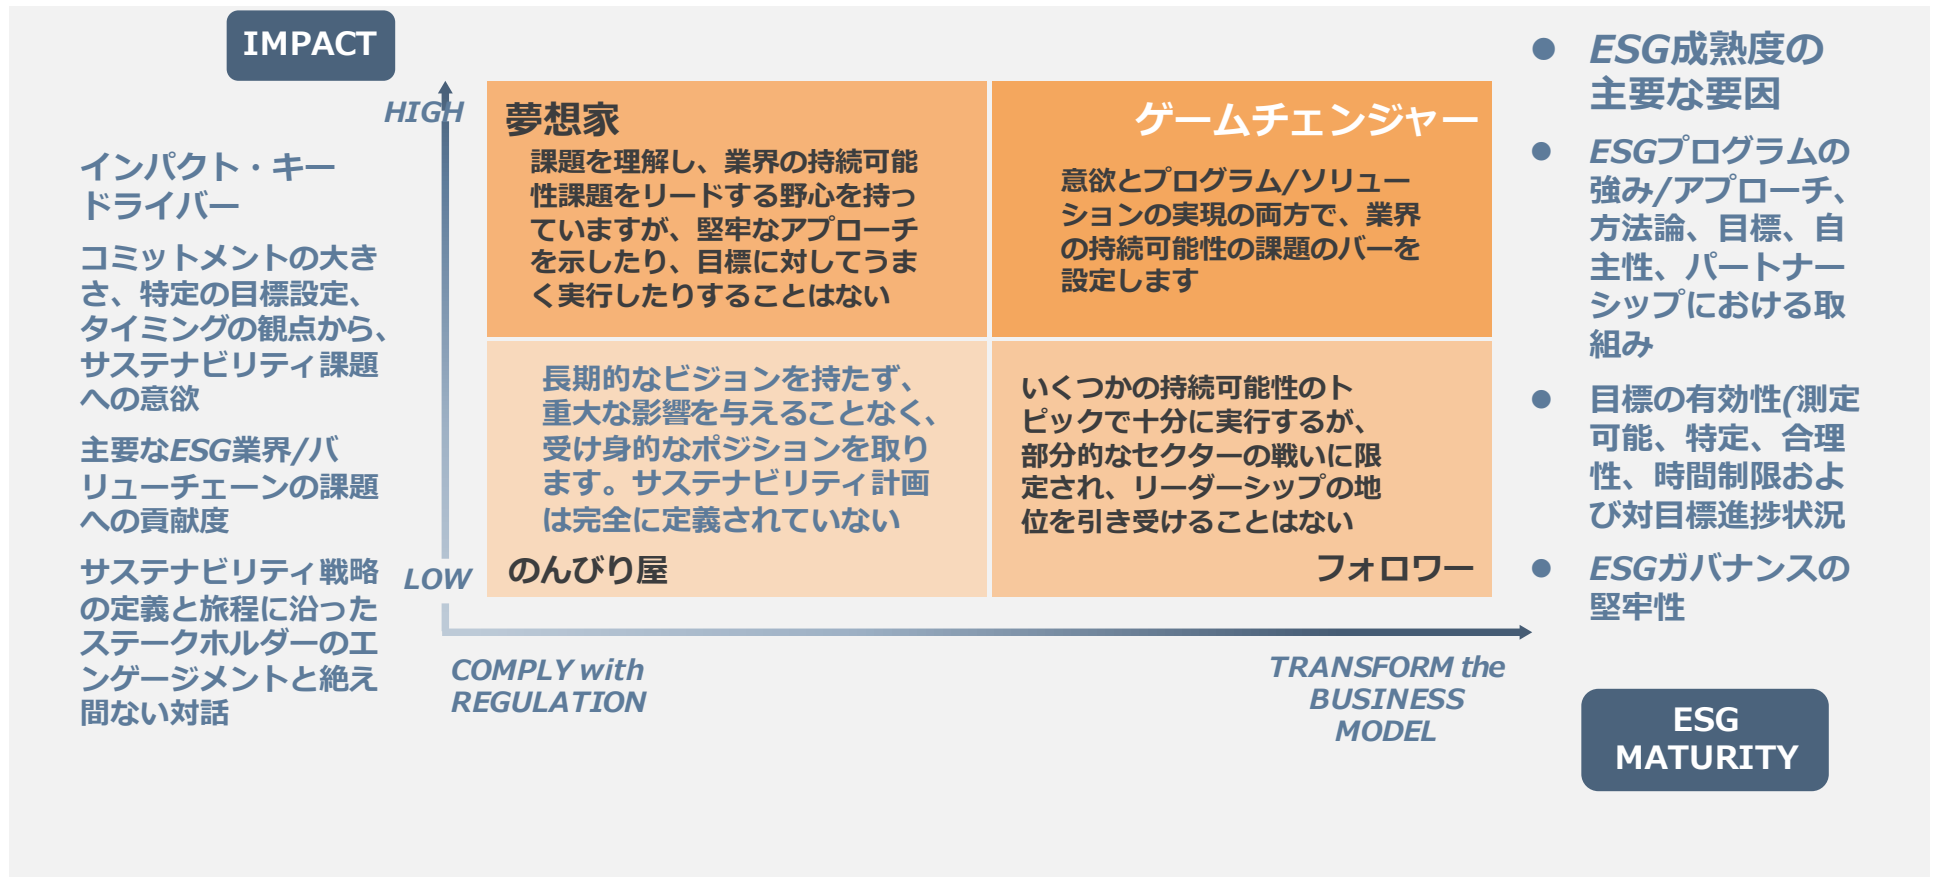 IMPACT
HIGH
インパクト・キー
ドライバー
コミットメントの大き
さ、特定の目標設定、
タイミングの観点から、
サステナビリティ課題
への意欲
主要なESG業界/バ
リューチェーンの課題
への貢献度
サステナビリティ戦略
の定義と旅程に沿った
ステークホルダーのエ
ンゲージメントと絶え
間ない対話
夢想家
課題を理解し、業界の持続可能
性課題をリードする野心を持っ
ていますが、堅牢なアプローチ
を示したり、目標に対してうま
く実行したりすることはない
ゲームチェンジャー
意欲とプログラム/ソリュー
ションの実現の両方で、業界
の持続可能性の課題のバーを
設定します
長期的なビジョンを持たず、
重大な影響を与えることなく、
受け身的なポジションを取り
ます。サステナビリティ計画
は完全に定義されていない
のんびり屋
いくつかの持続可能性のト
ピックで十分に実行するが、
部分的なセクターの戦いに限
定され、リーダーシップの地
位を引き受けることはない
フォロワー
LOW
COMPLY with
REGULATION
TRANSFORM the
BUSINESS
MODEL
● ESG成熟度の
主要な要因
● ESGプログラムの
強み/アプローチ、
方法論、目標、自
主性、パートナー
シップにおける取
組み
● 目標の有効性(測定
可能、特定、合理
性、時間制限およ
び対目標進捗状況
● ESGガバナンスの
堅牢性
ESG
MATURITY